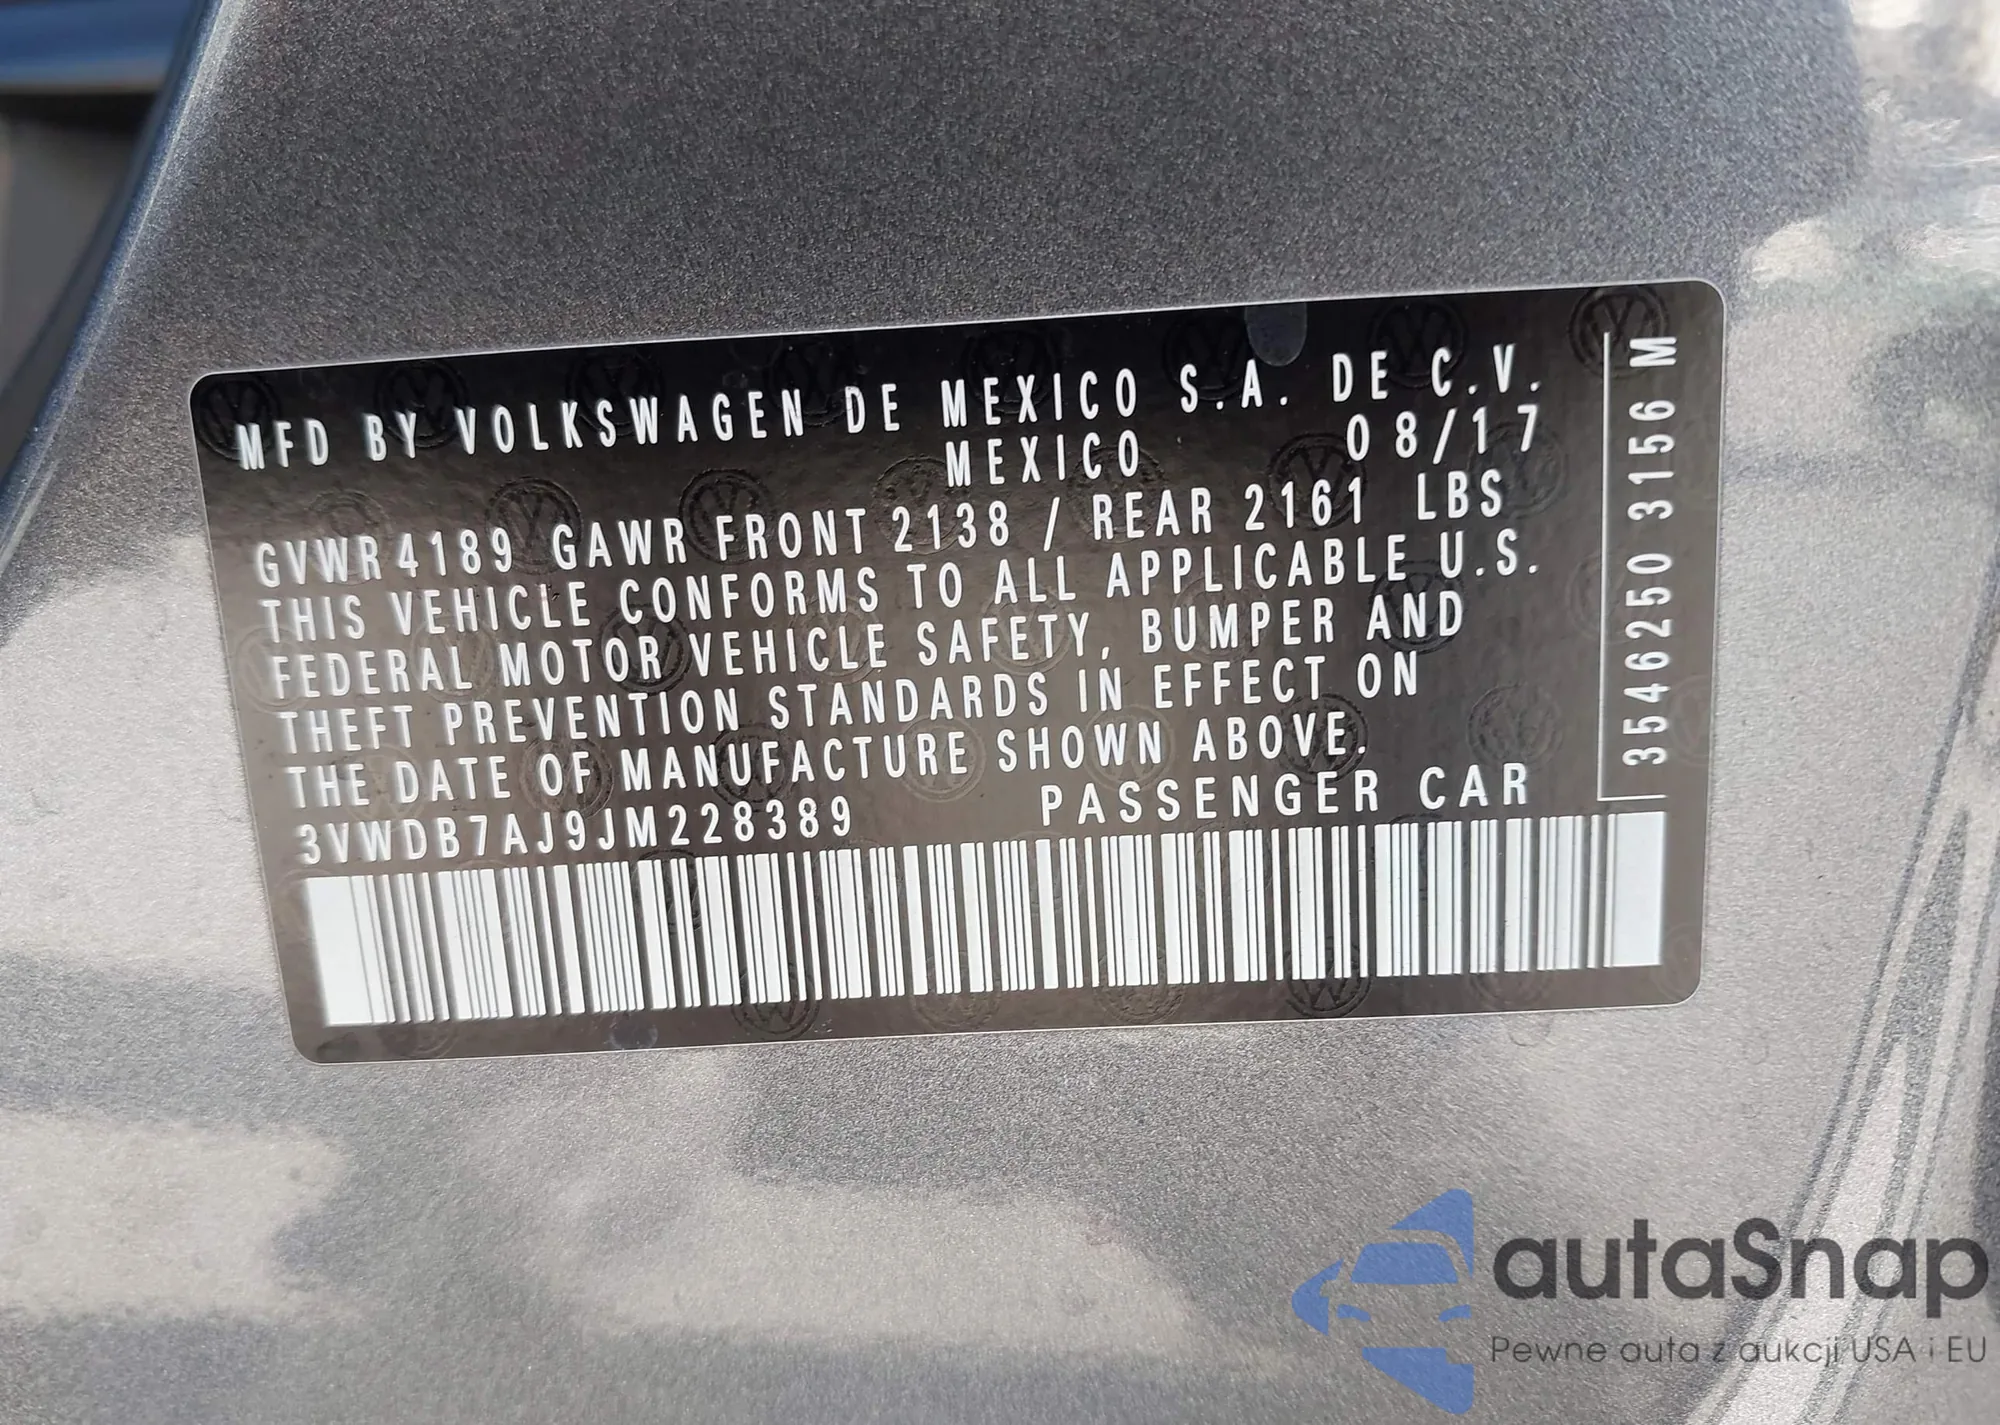 MFD BY VOLKSWAGEN DE MEXICO S.A. DE C.V.
MEXICO 08/17
GVWR 4189 GAWR FRONT 2138 / REAR 2161 LBS
THIS VEHICLE CONFORMS TO ALL APPLICABLE U.S.
FEDERAL MOTOR VEHICLE SAFETY, BUMPER AND
THEFT PREVENTION STANDARDS IN EFFECT ON
THE DATE OF MANUFACTURE SHOWN ABOVE.
3VWDB7AJ9JM228389 PASSENGER CAR
3546250 3156 M
autaSnap
Pewne auta z aukcji USA i EU